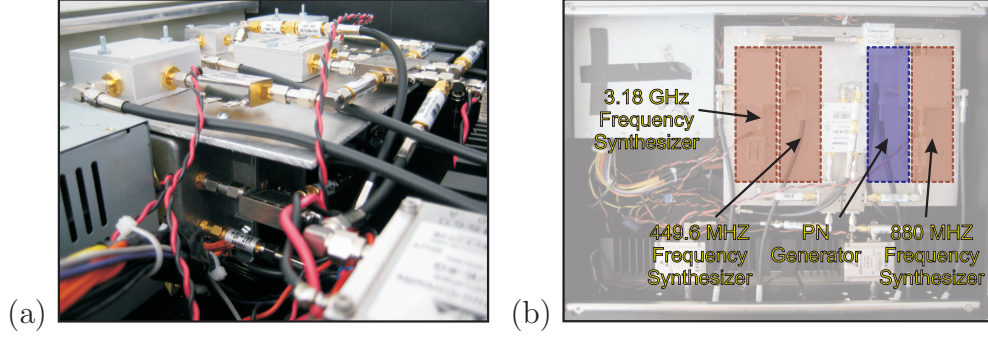 3.18 GHz
Frequency
Synthesizer
449.6 MHZ
Frequency
Synthesizer
PN
Generator
880 MHZ
Frequency
Synthesizer
(a)
(b)